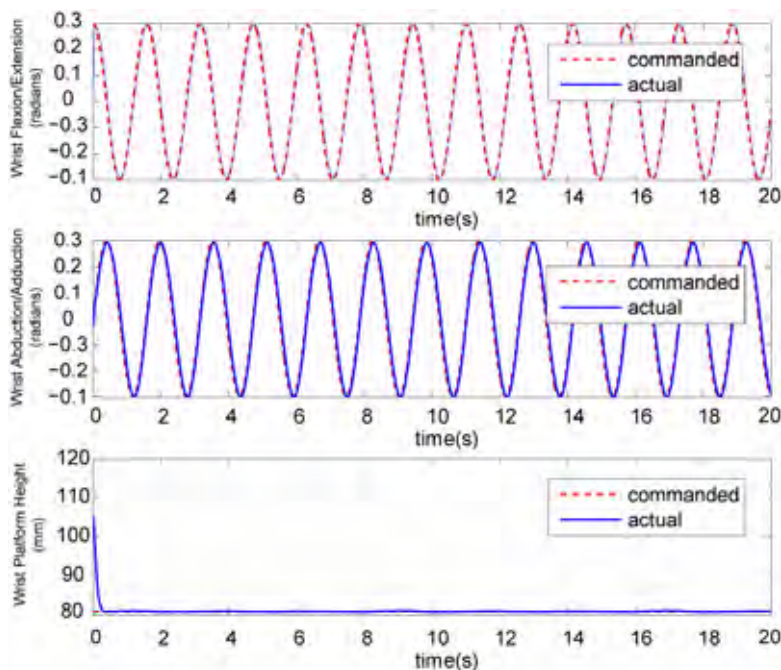 Wrist Flexion/Extension
(radians)
0.3
0.2
0.1
0
−0.3
−0.2
−0.1
commanded
actual
0 2 4 6 8 10 12 14 16 18 20
time(s)
Wrist Abduction/Adduction
(radians)
0.3
0.2
0.1
0
−0.3
−0.2
−0.1
commanded
actual
0 2 4 6 8 10 12 14 16 18 20
time(s)
Wrist Platform Height
(mm)
120
110
100
90
80
commanded
actual
0 2 4 6 8 10 12 14 16 18 20
time(s)